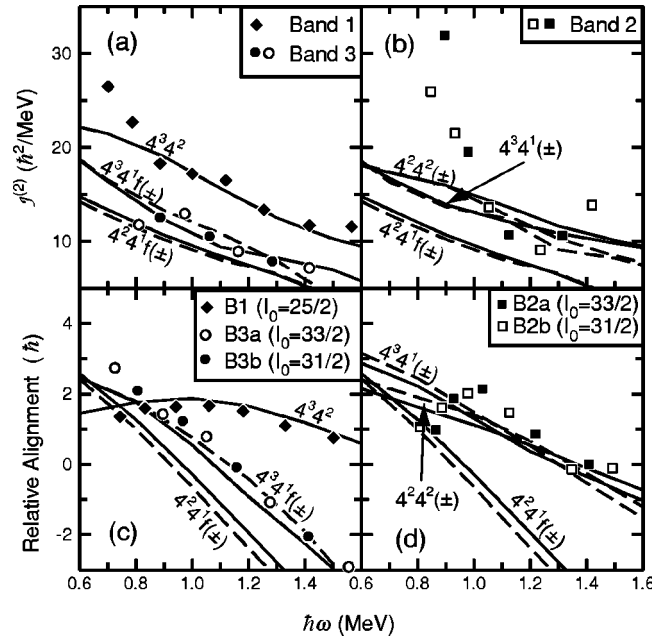 (a)
◆ Band 1
● ○ Band 3
(b)
□ ■ Band 2
𝒥⁽²⁾ (ħ²/MeV)
30
20
10
4³4²
4³4¹f(±)
4²4¹f(±)
4³4¹(±)
4²4²(±)
4²4¹f(±)
◆ B1 (I₀=25/2)
○ B3a (I₀=33/2)
● B3b (I₀=31/2)
■ B2a (I₀=33/2)
□ B2b (I₀=31/2)
Relative Alignment (ħ)
4
2
0
-2
4³4²
4³4¹f(±)
4²4¹f(±)
(c)
4³4¹(±)
4²4²(±)
4²4¹f(±)
(d)
0.6 0.8 1.0 1.2 1.4 0.6 0.8 1.0 1.2 1.4 1.6
ħω (MeV)